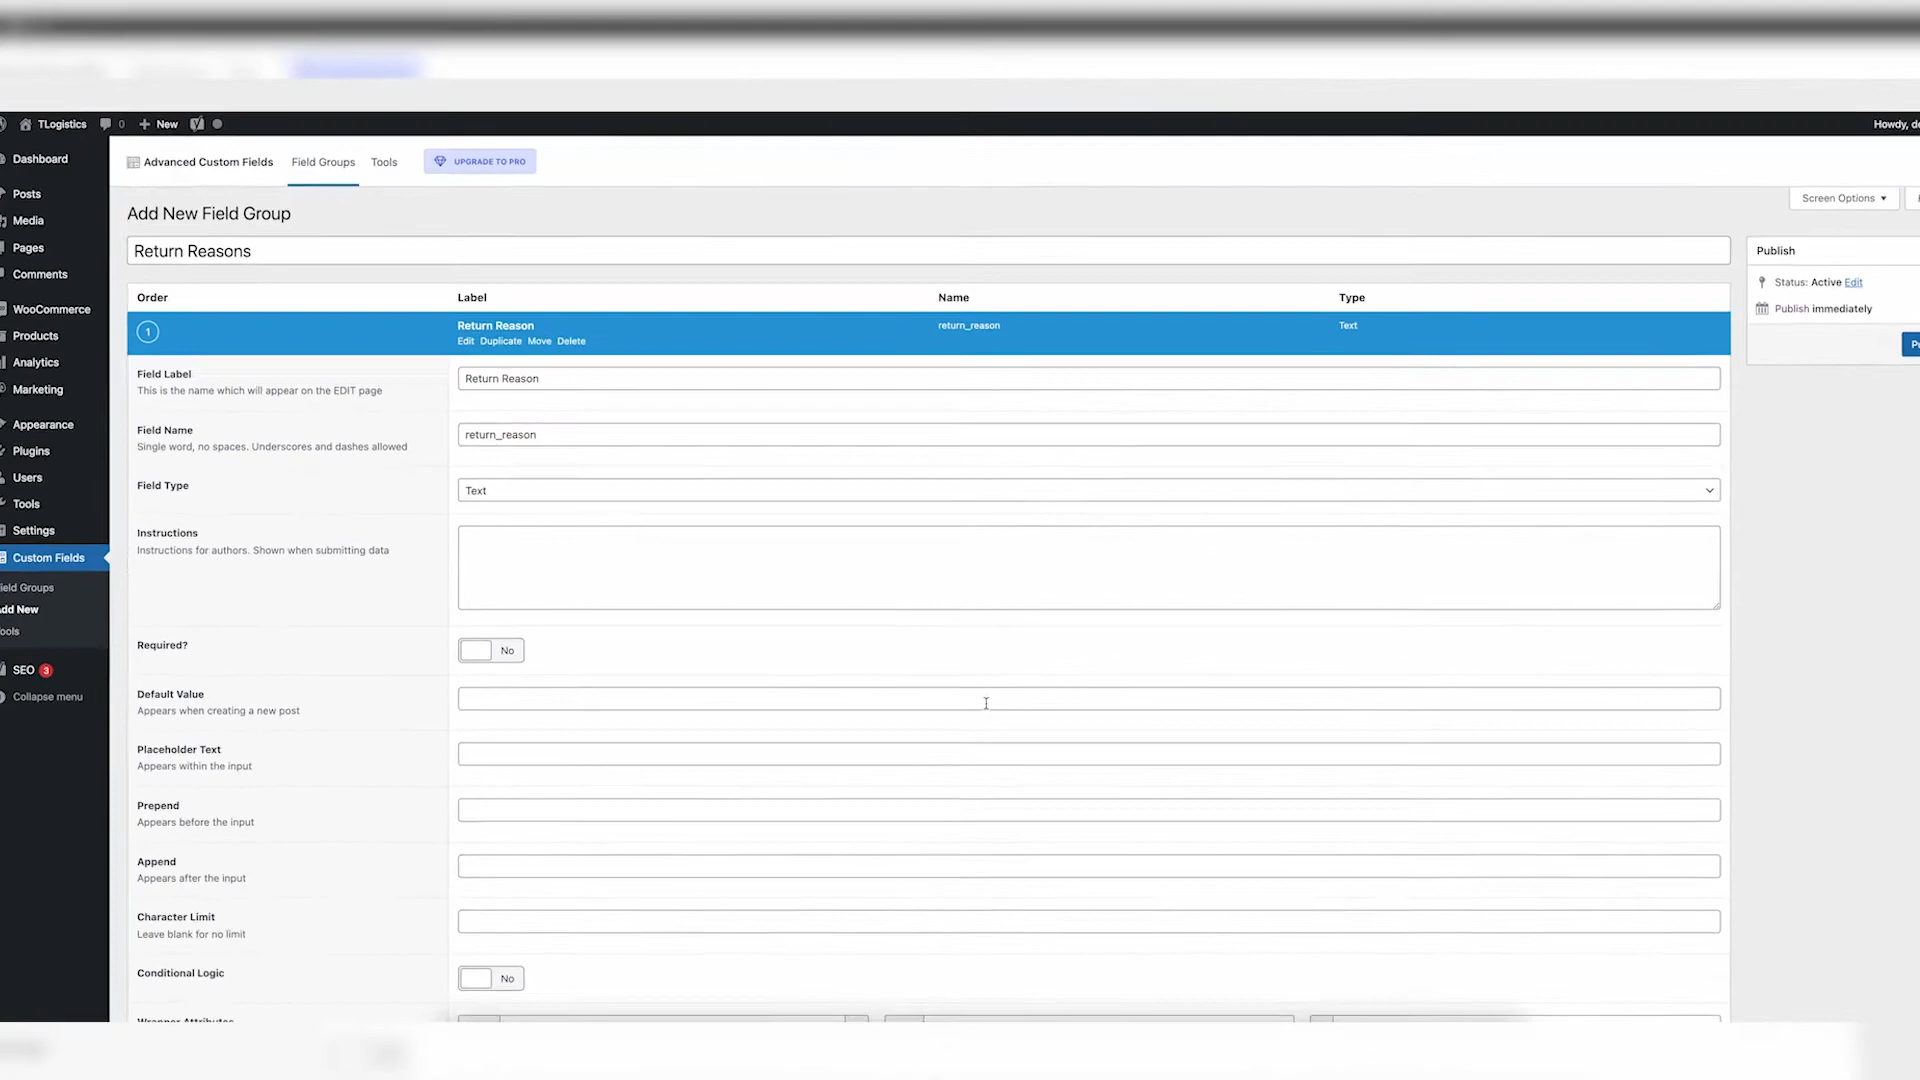 TLogistics 0 New Howdy, de
Dashboard
Posts
Media
Pages
Comments
WooCommerce
Products
Analytics
Marketing
Appearance
Plugins
Users
Tools
Settings
Custom Fields
ield Groups
Add New
ools
SEO 3
Collapse menu
Advanced Custom Fields Field Groups Tools UPGRADE TO PRO
Screen Options
Add New Field Group
Return Reasons
Order Label Name Type
1 Return Reason return_reason Text
Edit Duplicate Move Delete
Field Label
This is the name which will appear on the EDIT page
Return Reason
Field Name
Single word, no spaces. Underscores and dashes allowed
return_reason
Field Type
Text
Instructions
Instructions for authors. Shown when submitting data
Required?
No
Default Value
Appears when creating a new post
Placeholder Text
Appears within the input
Prepend
Appears before the input
Append
Appears after the input
Character Limit
Leave blank for no limit
Conditional Logic
No
Wrapper Attributes
Publish
Status: Active Edit
Publish immediately
Pu